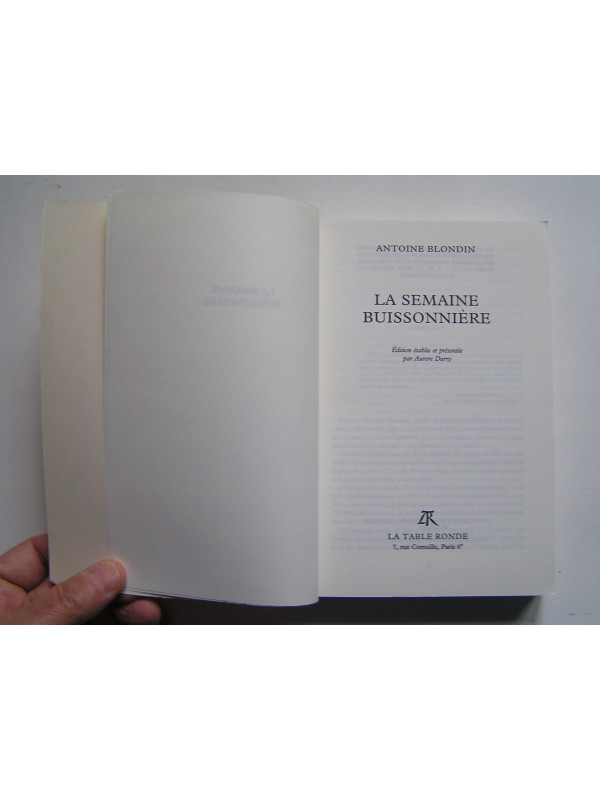 ANTOINE BLONDIN
LA SEMAINE
BUISSONNIÈRE
Édition établie et présentée
par Aurore Durry
LA TABLE RONDE
7, rue Corneille, Paris 6ᵉ